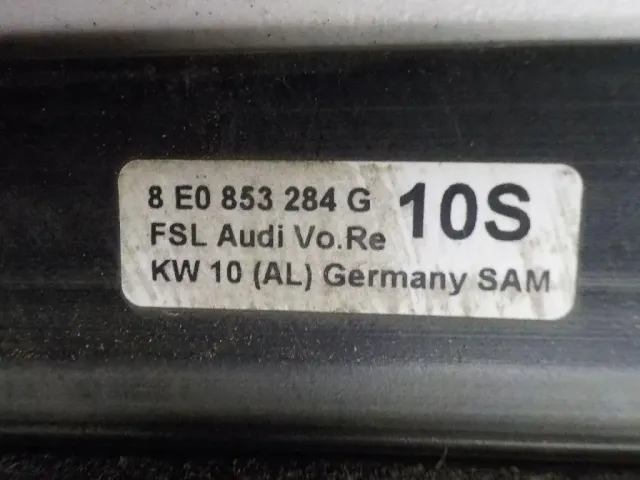 8 E0 853 284 G 10S
FSL Audi Vo.Re
KW 10 (AL) Germany SAM